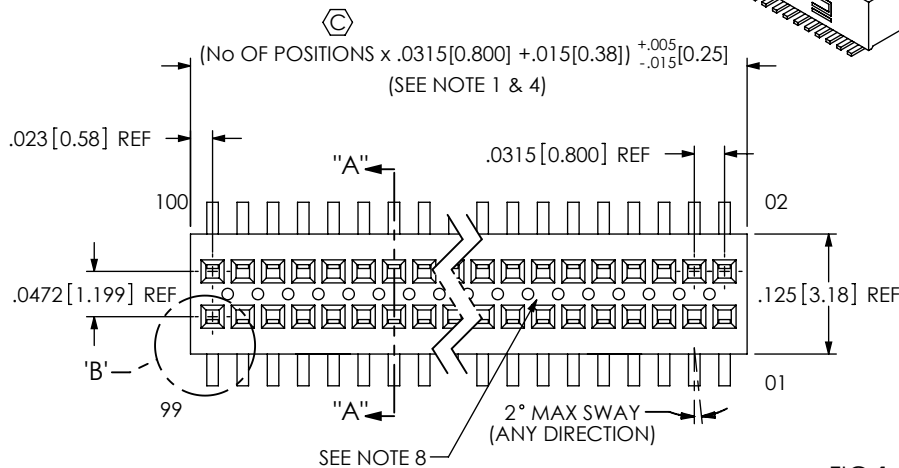 C
(No OF POSITIONS x .0315[0.800] +.015[0.38]) +.005 -.015 [0.25]
(SEE NOTE 1 & 4)
.023[0.58] REF
"A"
.0315[0.800] REF
100
02
.0472[1.199] REF
.125[3.18] REF
'B'
99
"A"
2° MAX SWAY
(ANY DIRECTION)
01
SEE NOTE 8